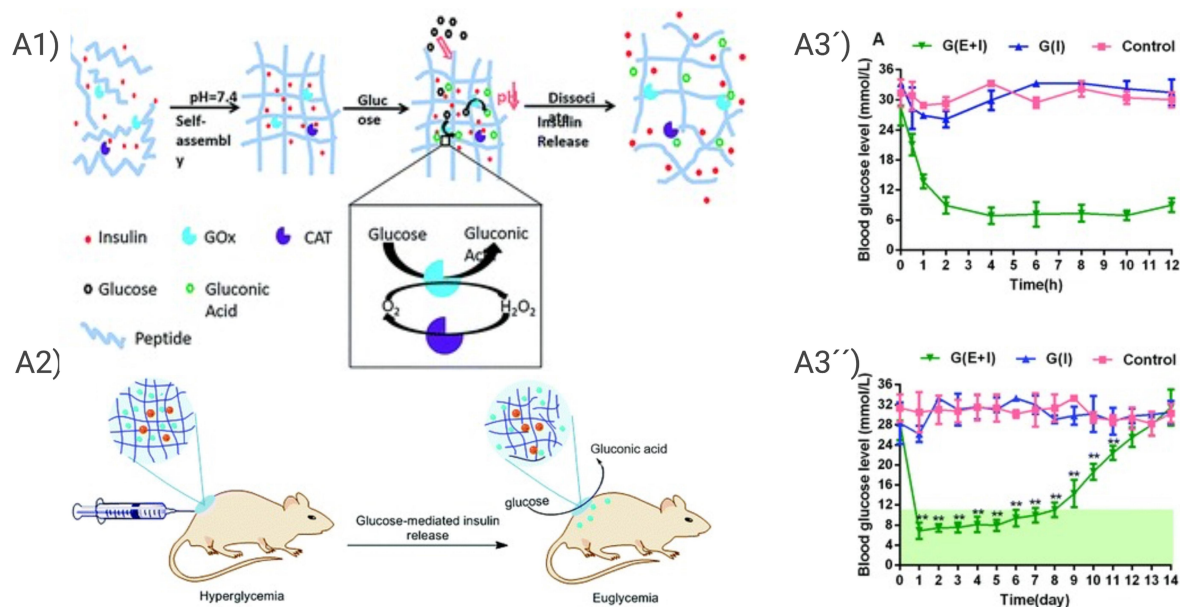 A1)
pH=7.4
Self-
assembl
y
Gluc
ose
pH
Dissoci
ate
Insulin
Release
Insulin
GOx
CAT
Glucose
Gluconic
Acid
Peptide
Glucose
Gluconic
Acid
O2
H2O2
A2)
Hyperglycemia
Glucose-mediated insulin
release
glucose
Gluconic acid
Euglycemia
A3´)
A
G(E+I) G(I) Control
Blood glucose level (mmol/L)
36
30
24
18
12
6
0
0 1 2 3 4 5 6 7 8 9 10 11 12
Time(h)
A3´´)
G(E+I) G(I) Control
Blood glucose level (mmol/L)
36
32
28
24
20
16
12
8
4
0
** ** ** ** ** ** ** ** ** ** **
0 1 2 3 4 5 6 7 8 9 10 11 12 13 14
Time(day)